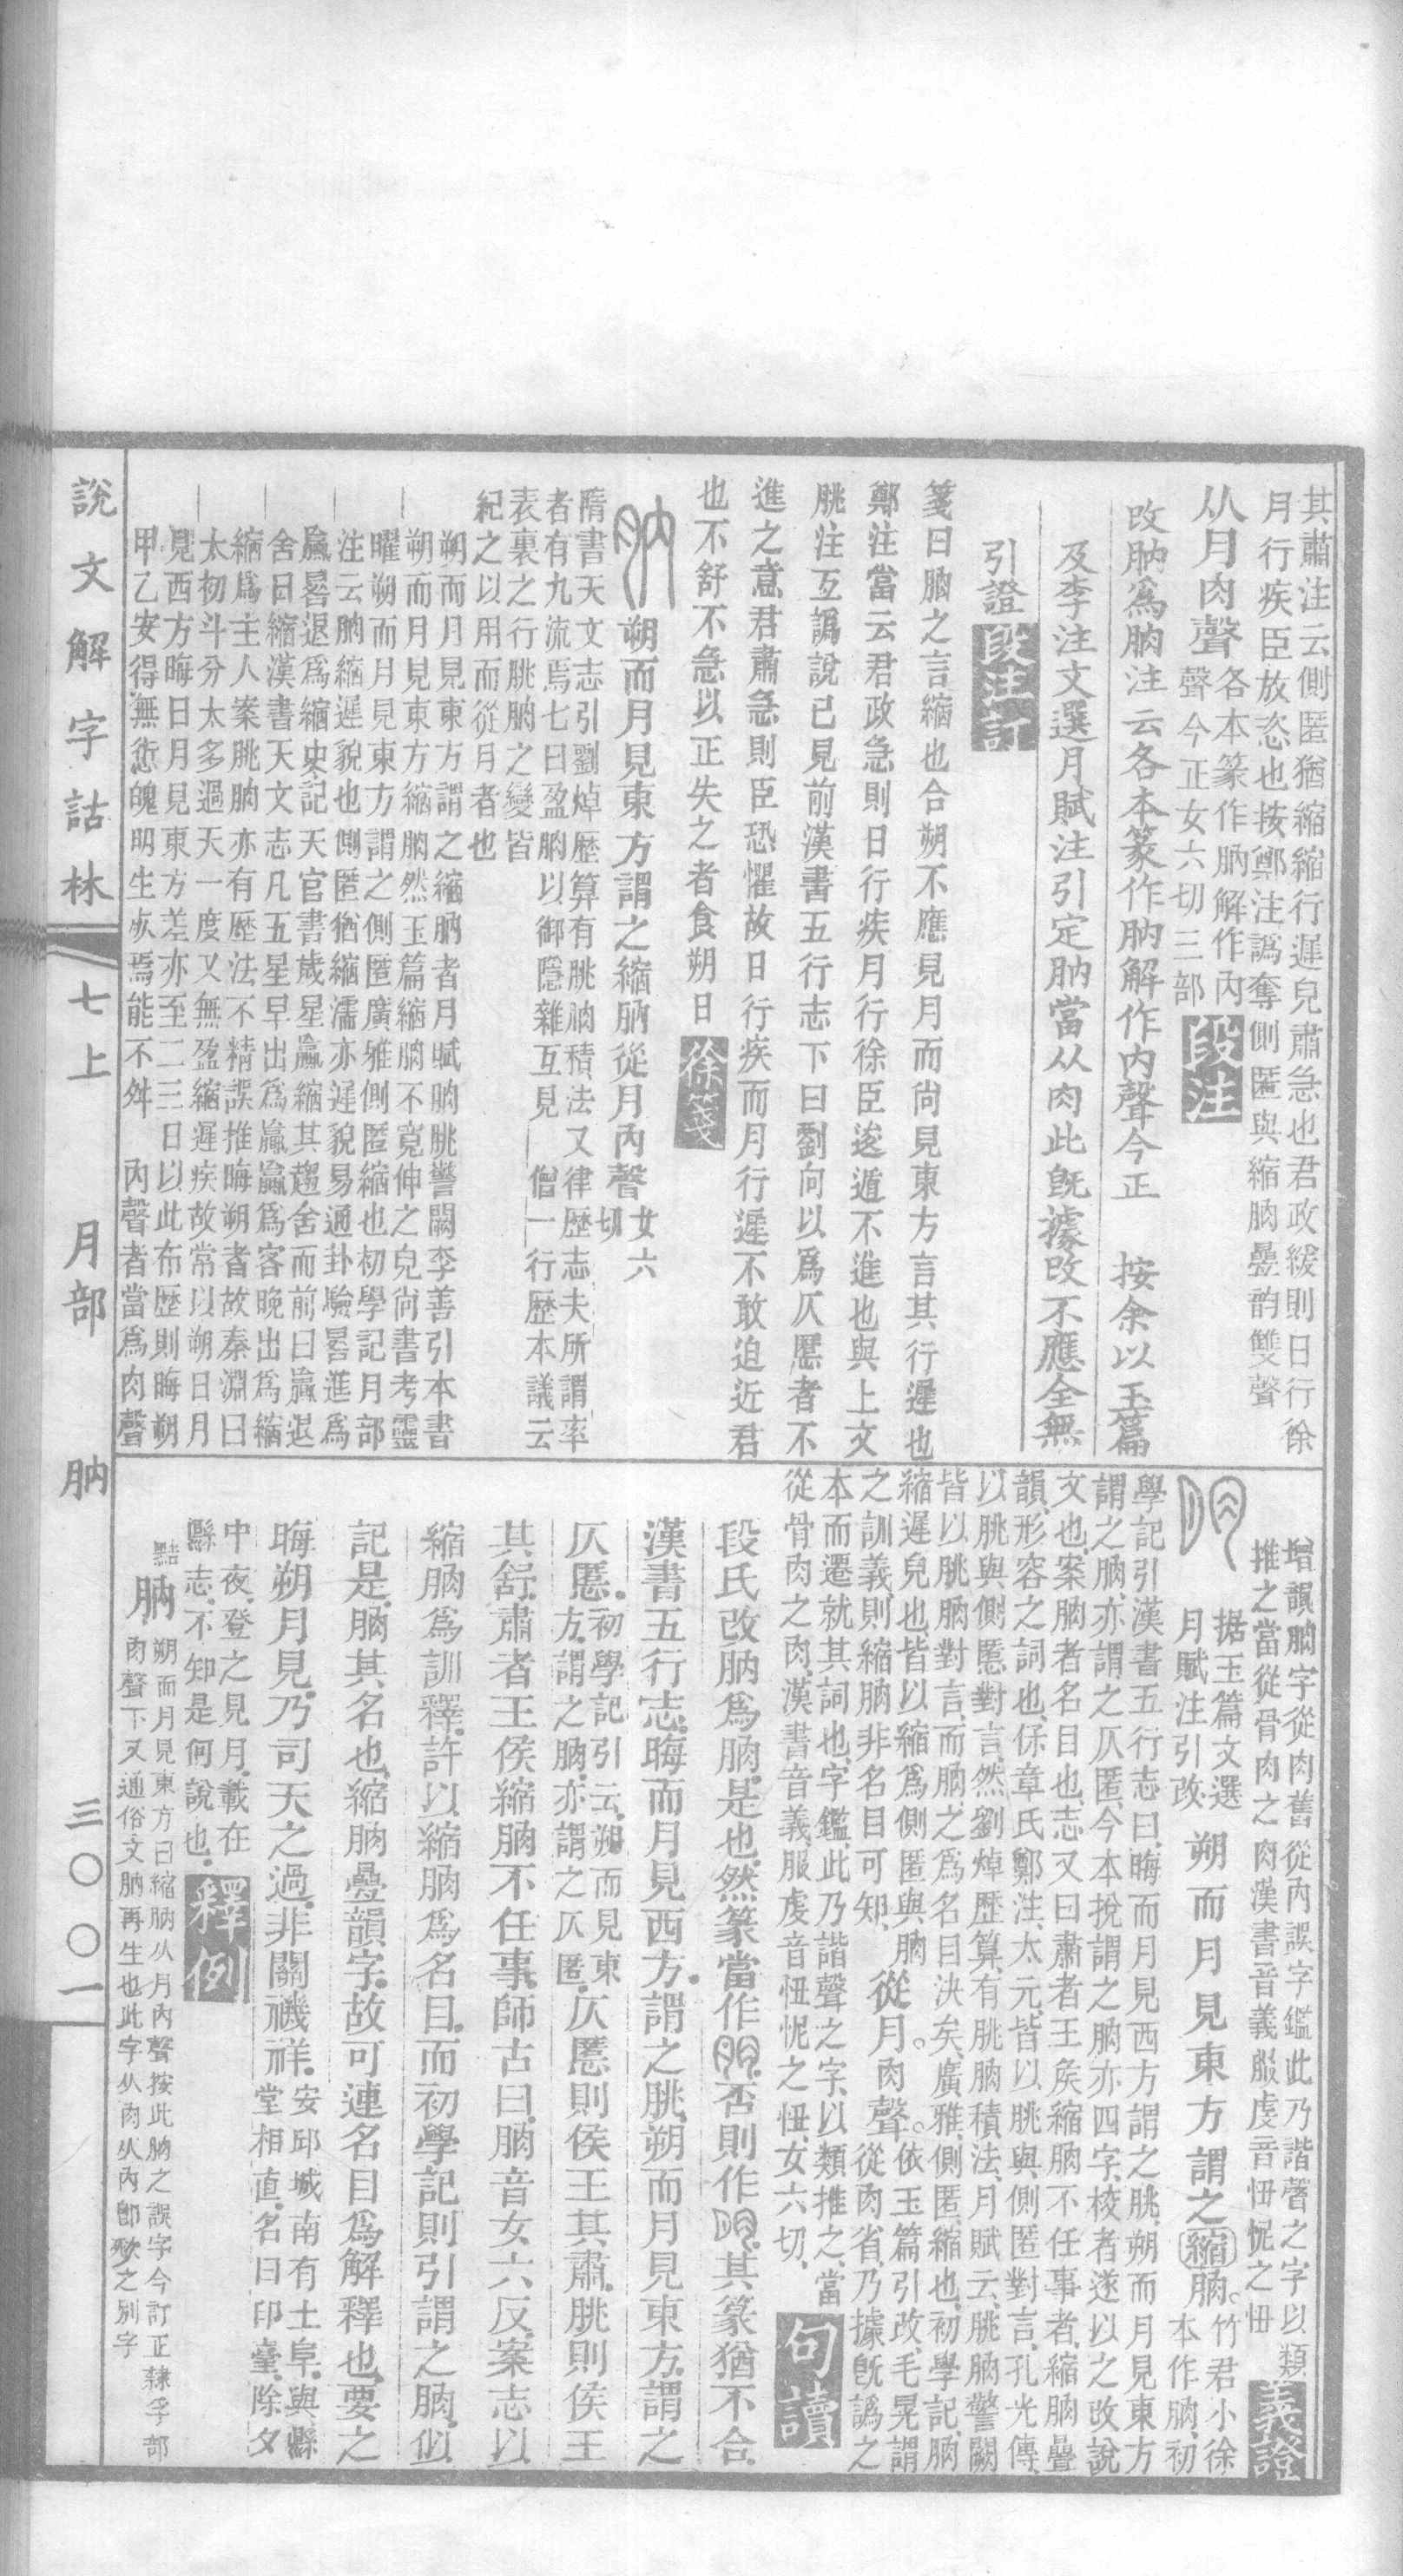 其肅注云側匿猶縮縮行遲皃肅急也君政緩則日行徐
月行疾臣放恣也按鄭注譌奪側匿與縮朒曡韵雙聲
从月肉聲
各本篆作朒解作內
聲今正女六切三部
段注
改朒爲朒注云各本篆作朒解作內聲今正　按余以玉篇
及李注文選月賦注引定朒當从肉此旣據改不應全無
引證
段注訂
箋曰朒之言縮也合朔不應見月而尙見東方言其行遲也
鄭注當云君政急則日行疾月行徐臣逡遁不進也與上文
朓注互譌說已見前漢書五行志下曰劉向以爲仄慝者不
進之意君肅急則臣恐懼故日行疾而月行遲不敢迫近君
也不舒不急以正失之者食朔日
徐箋
朒
朔而月見東方謂之縮朒從月內聲
女六
切
隋書天文志引劉焯歷算有朓朒積法又律歷志夫所謂率
者有九流焉七曰盈朒以御隱雜互見
僧一行歷本議云
表裏之行朓朒之變皆
紀之以用而從月者也
朔而月見東方謂之縮朒者月賦朒朓警闕李善引本書
朔而月見東方縮朒然玉篇縮朒不寬伸之皃尙書考靈
曜朔而月見東方謂之側匿廣雅側匿縮也初學記月部
注云朒縮遲貌也側匿猶縮濡亦遲貌易通卦驗晷進爲
贏晷退爲縮史記天官書歲星贏縮其趨舍而前曰贏退
舍曰縮漢書天文志凡五星早出爲贏贏爲客晚出爲縮
縮爲主人案朓朒亦有歷法不精誤推晦朔者故秦淵曰
太初斗分太多過天一度又無盈縮遲疾故常以朔日月
見西方晦日月見東方差亦至二三日以此布歷則晦朔
甲乙安得無愆魄明生灰焉能不舛
內聲者當爲肉聲
增韻朒字從肉舊從內誤字鑑此乃諧聲之字以類
推之當從骨肉之肉漢書音義服虔音忸怩之忸
義證
据玉篇文選
月賦注引改
朔而月見東方謂之縮朒。
竹君小徐
本作朒、初
學記引漢書五行志曰、晦而月見西方謂之朓、朔而月見東方
謂之朒、亦謂之仄匿、今本挩謂之朒亦四字、校者遂以之改說
文也、案朒者名目也、志又曰肅者王矦縮朒不任事者、縮朒曡
韻、形容之詞也、保章氏鄭注、太元、皆以朓與側匿對言、孔光傳、
以朓與側慝對言、然劉焯歷算、有朓朒積法、月賦云、朓朒警闕
皆以朓朒對言、而朒之爲名目決矣、廣雅、側匿、縮也、初學記、朒
縮遲皃也、皆以縮爲側匿與朒
從月。肉聲。
依玉篇引改、毛晃謂
之訓義、則縮朒非名目可知、
從肉省、乃據旣譌之
本而遷就其詞也、字鑑、此乃諧聲之字、以類推之、當
從骨肉之肉、漢書音義、服虔音忸怩之忸、女六切、
句讀
段氏改朒爲朒、是也、然篆當作
否則作
其篆猶不合、
漢書五行志、晦而月見西方、謂之朓、朔而月見東方、謂之
仄慝、
初學記引云、朔而見東
方、謂之朒、亦謂之仄匿、
仄慝則侯王其肅、朓則侯王
其舒、肅者王侯縮朒不任事、師古曰、朒音女六反、案志以
縮朒爲訓釋、許以縮朒爲名目、而初學記則引謂之朒、似
記是、朒其名也、縮朒曡韻字、故可連名目爲解釋也、要之
晦朔月見、乃司天之過、非關禨祥、
安邱城南有土阜、與縣
堂相直、名曰印臺、除夕
中夜、登之見月、載在
縣志、不知是何說也、
釋例
點
朒
朔而月見東方曰縮朒从月內聲按此朒之誤字今訂正隸孚部
肉聲下又通俗文朒再生也此字从肉从內卽
之別字
說文解字詁林
七上
月部
朒
三〇〇一